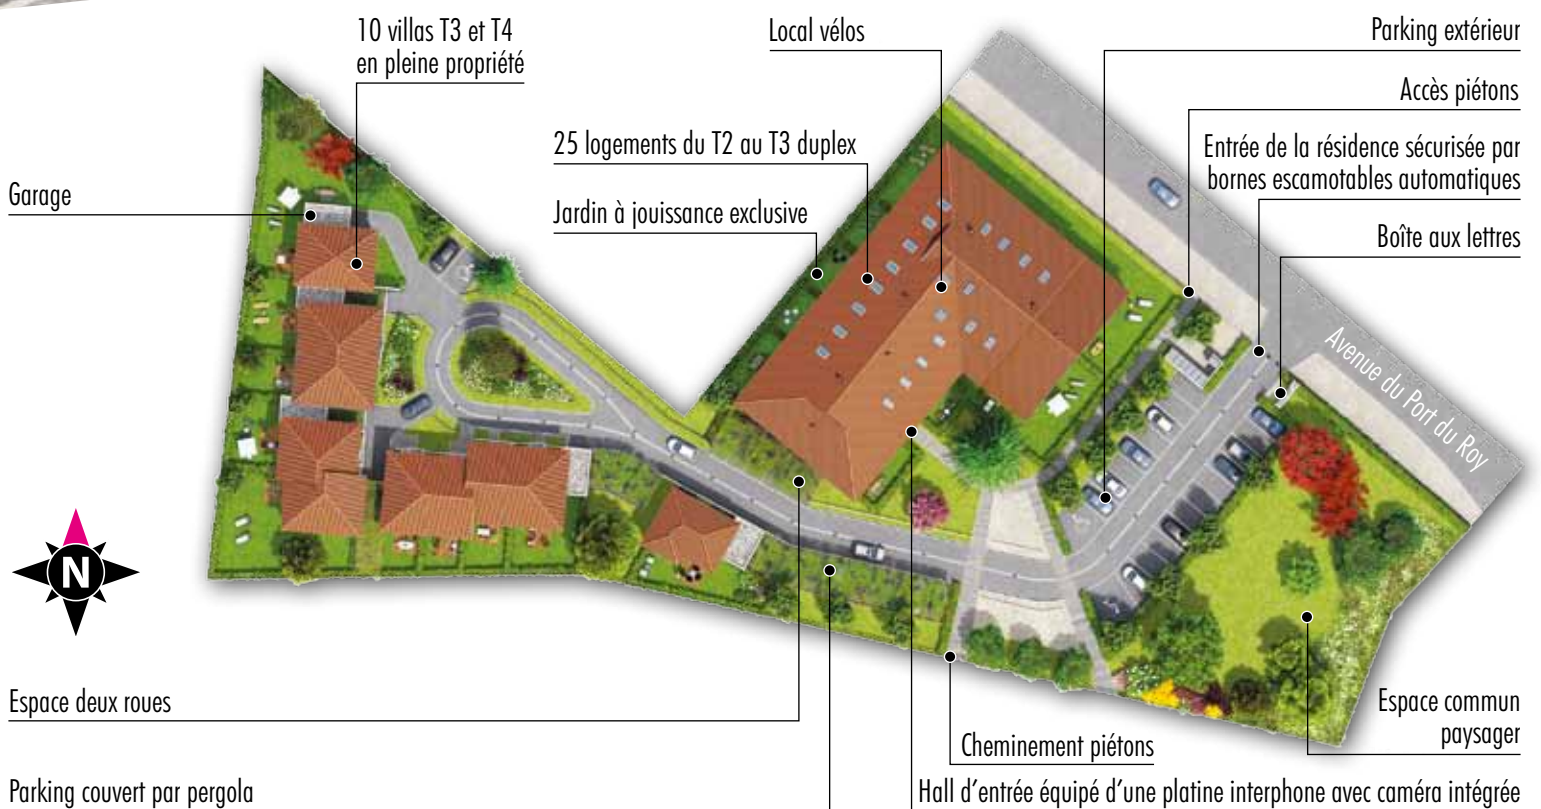 10 villas T3 et T4
en pleine propriété
Local vélos
Parking extérieur
Accès piétons
25 logements du T2 au T3 duplex
Entrée de la résidence sécurisée par
bornes escamotables automatiques
Garage
Jardin à jouissance exclusive
Boîte aux lettres
Avenue du Port du Roy
N
Espace deux roues
Espace commun
paysager
Cheminement piétons
Parking couvert par pergola
Hall d'entrée équipé d'une platine interphone avec caméra intégrée